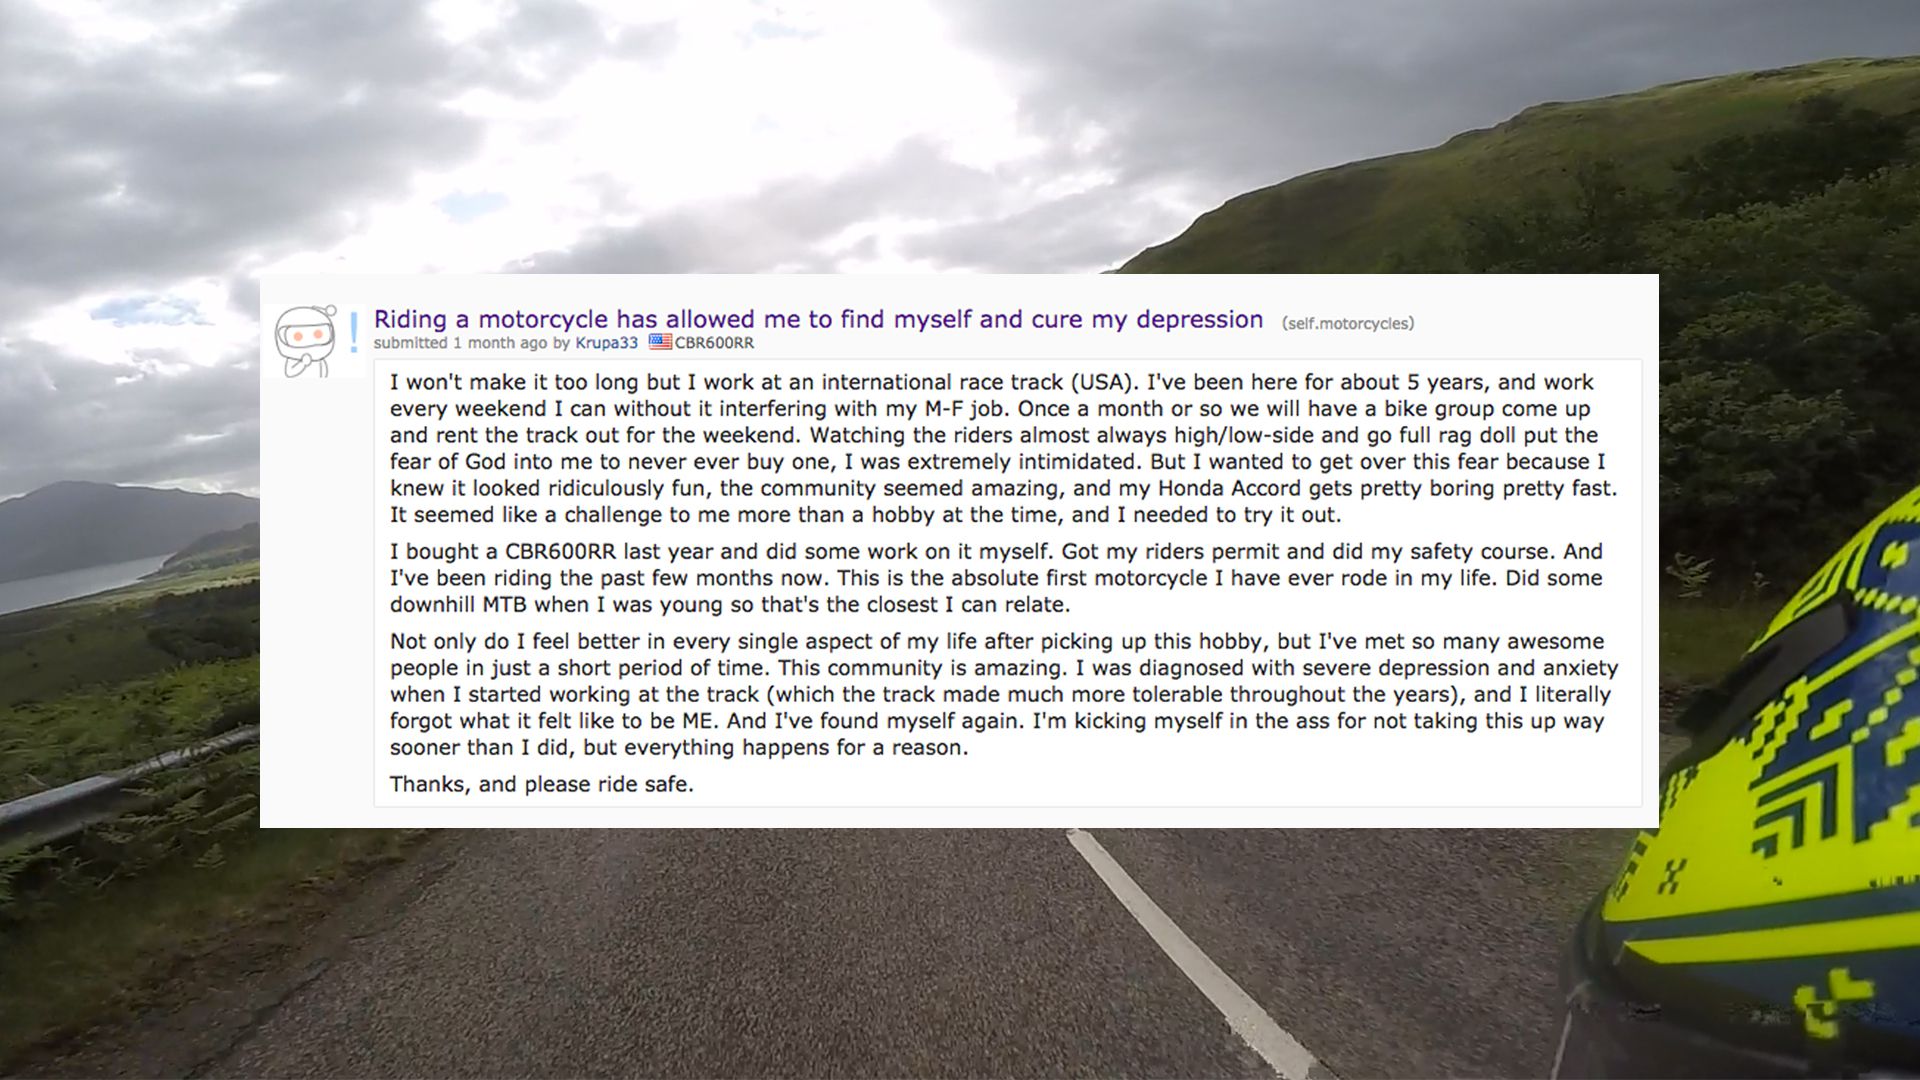 Riding a motorcycle has allowed me to find myself and cure my depression (self.motorcycles)
submitted 1 month ago by Krupa33 CBR600RR
I won't make it too long but I work at an international race track (USA). I've been here for about 5 years, and work
every weekend I can without it interfering with my M-F job. Once a month or so we will have a bike group come up
and rent the track out for the weekend. Watching the riders almost always high/low-side and go full rag doll put the
fear of God into me to never ever buy one, I was extremely intimidated. But I wanted to get over this fear because I
knew it looked ridiculously fun, the community seemed amazing, and my Honda Accord gets pretty boring pretty fast.
It seemed like a challenge to me more than a hobby at the time, and I needed to try it out.
I bought a CBR600RR last year and did some work on it myself. Got my riders permit and did my safety course. And
I've been riding the past few months now. This is the absolute first motorcycle I have ever rode in my life. Did some
downhill MTB when I was young so that's the closest I can relate.
Not only do I feel better in every single aspect of my life after picking up this hobby, but I've met so many awesome
people in just a short period of time. This community is amazing. I was diagnosed with severe depression and anxiety
when I started working at the track (which the track made much more tolerable throughout the years), and I literally
forgot what it felt like to be ME. And I've found myself again. I'm kicking myself in the ass for not taking this up way
sooner than I did, but everything happens for a reason.
Thanks, and please ride safe.